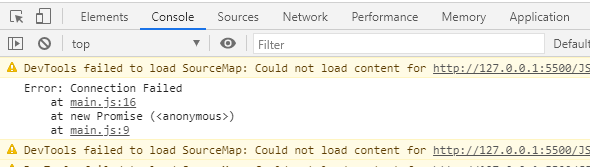 Elements Console Sources Network Performance Memory Application
top ▼ Filter Default
DevTools failed to load SourceMap: Could not load content for http://127.0.0.1:5500/JS
Error: Connection Failed
at main.js:16
at new Promise (<anonymous>)
at main.js:9
DevTools failed to load SourceMap: Could not load content for http://127.0.0.1:5500/JS